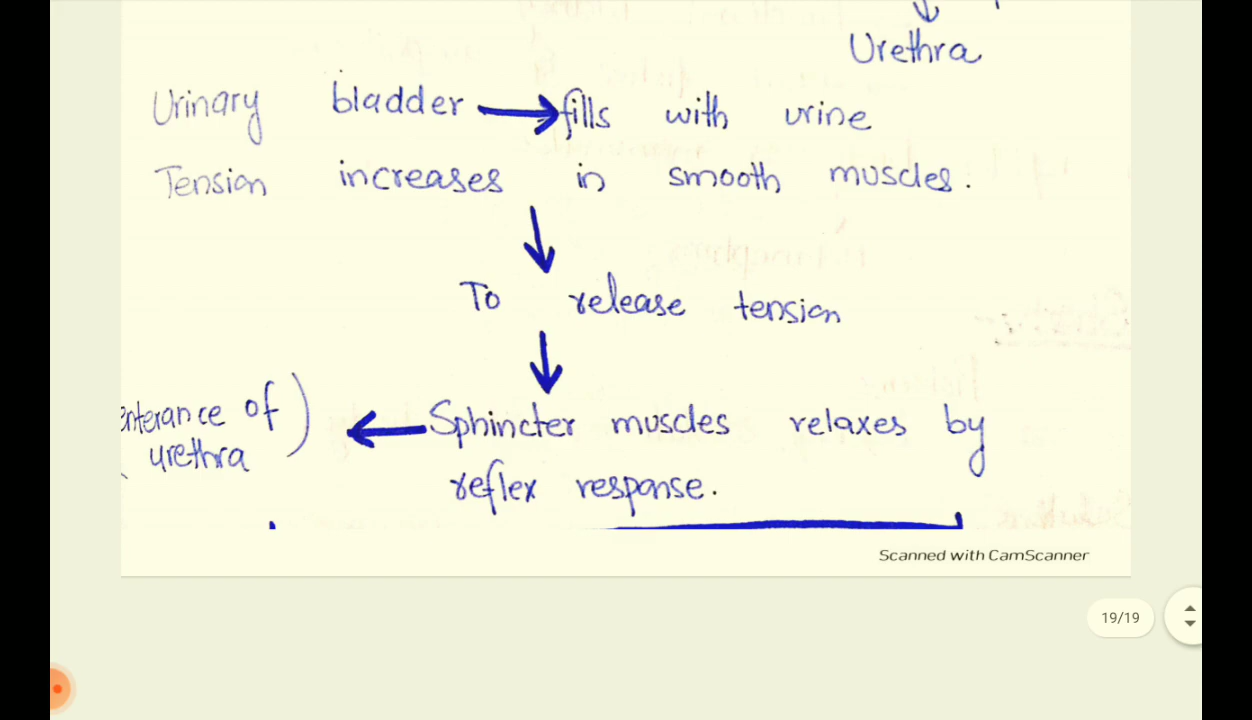 Urethra
Urinary bladder → fills with urine
Tension increases in smooth muscles.
↓
To release tension
↓
(enterance of urethra) ← Sphincter muscles relaxes by
reflex response.
Scanned with CamScanner
19/19